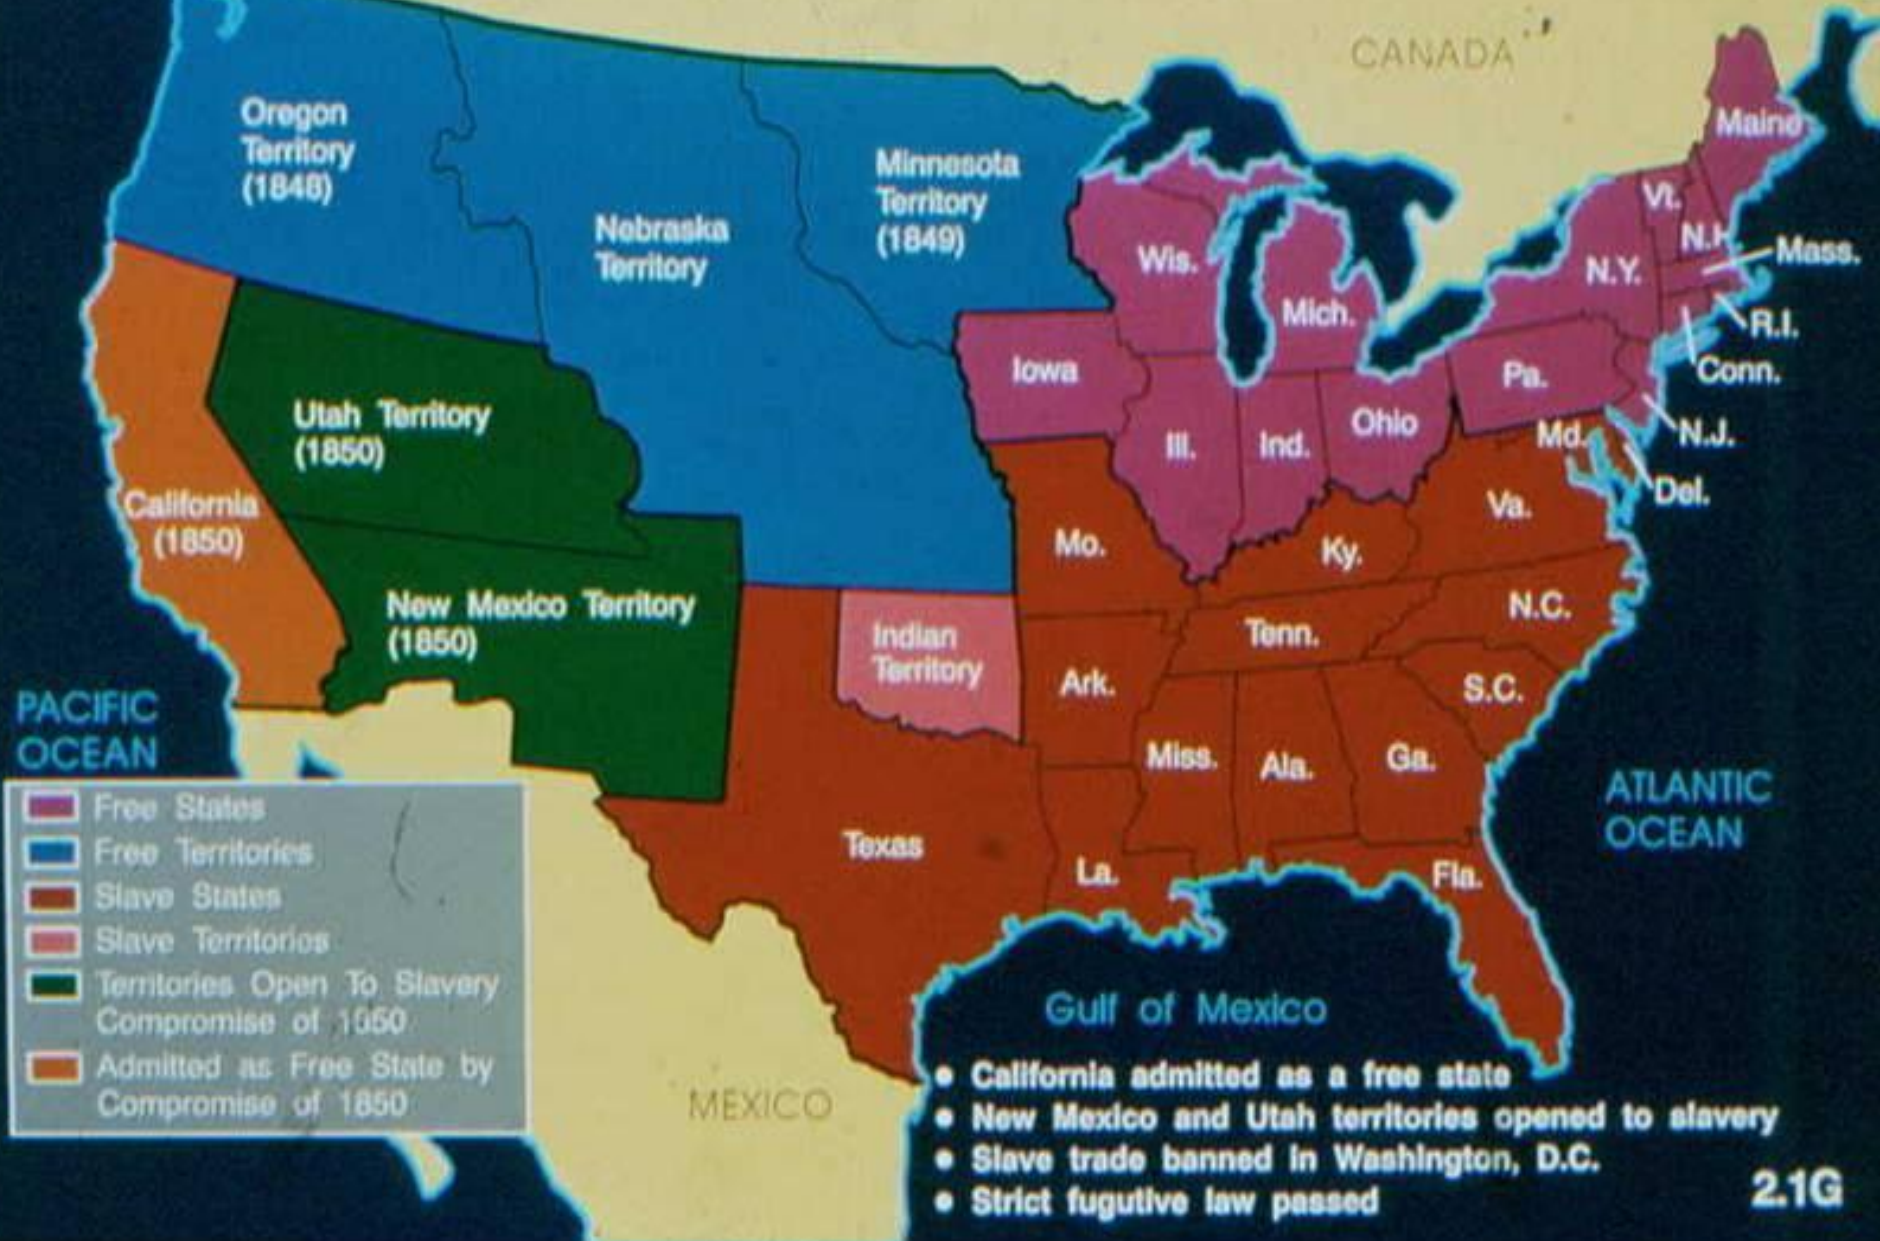 CANADA
Oregon
Territory
(1848)
Nebraska
Territory
Minnesota
Territory
(1849)
Maine
Vt.
N.H
Mass.
Wis.
Mich.
N.Y.
R.I.
Conn.
Iowa
Pa.
N.J.
Utah Territory
(1850)
Ill.
Ind.
Ohio
Md.
Del.
California
(1850)
Mo.
Ky.
Va.
New Mexico Territory
(1850)
Indian
Territory
Tenn.
N.C.
Ark.
S.C.
PACIFIC
OCEAN
Miss.
Ala.
Ga.
ATLANTIC
OCEAN
Texas
La.
Fla.
Free States
Free Territories
Slave States
Slave Territories
Territories Open To Slavery
Compromise of 1850
Admitted as Free State by
Compromise of 1850
Gulf of Mexico
MEXICO
• California admitted as a free state
• New Mexico and Utah territories opened to slavery
• Slave trade banned in Washington, D.C.
• Strict fugutive law passed
2.1G